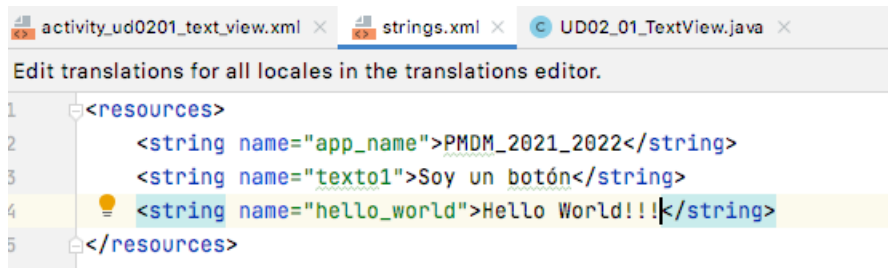 activity_ud0201_text_view.xml strings.xml UD02_01_TextView.java
Edit translations for all locales in the translations editor.
1 <resources>
2 <string name="app_name">PMDM_2021_2022</string>
3 <string name="texto1">Soy un botón</string>
4 <string name="hello_world">Hello World!!!</string>
5 </resources>